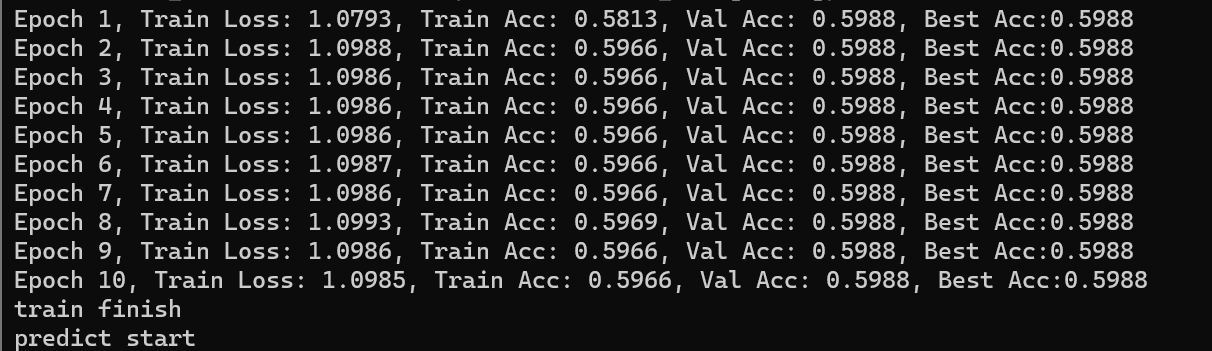 Epoch 1, Train Loss: 1.0793, Train Acc: 0.5813, Val Acc: 0.5988, Best Acc:0.5988
Epoch 2, Train Loss: 1.0988, Train Acc: 0.5966, Val Acc: 0.5988, Best Acc:0.5988
Epoch 3, Train Loss: 1.0986, Train Acc: 0.5966, Val Acc: 0.5988, Best Acc:0.5988
Epoch 4, Train Loss: 1.0986, Train Acc: 0.5966, Val Acc: 0.5988, Best Acc:0.5988
Epoch 5, Train Loss: 1.0986, Train Acc: 0.5966, Val Acc: 0.5988, Best Acc:0.5988
Epoch 6, Train Loss: 1.0987, Train Acc: 0.5966, Val Acc: 0.5988, Best Acc:0.5988
Epoch 7, Train Loss: 1.0986, Train Acc: 0.5966, Val Acc: 0.5988, Best Acc:0.5988
Epoch 8, Train Loss: 1.0993, Train Acc: 0.5969, Val Acc: 0.5988, Best Acc:0.5988
Epoch 9, Train Loss: 1.0986, Train Acc: 0.5966, Val Acc: 0.5988, Best Acc:0.5988
Epoch 10, Train Loss: 1.0985, Train Acc: 0.5966, Val Acc: 0.5988, Best Acc:0.5988
train finish
predict start